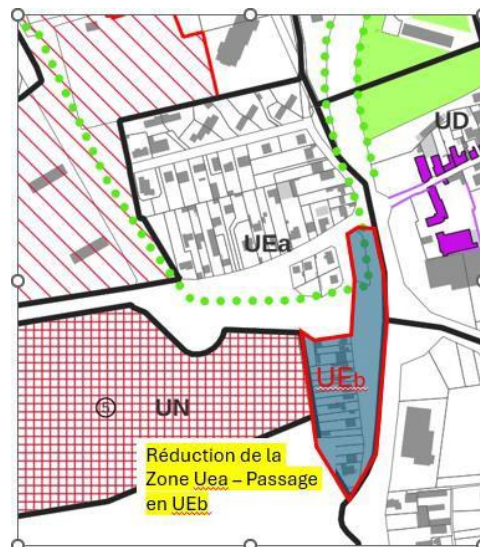 UD
UEa
UEb
5 UN
Réduction de la
Zone Uea – Passage
en UEb